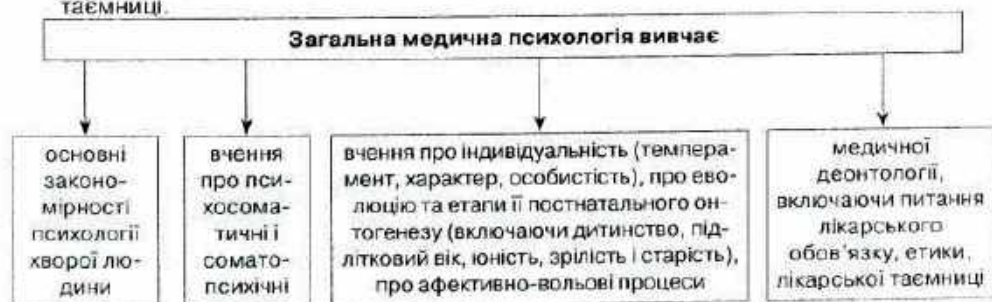 таємниці.
Загальна медична психологія вивчає
основні
законо-
мірності
психології
хворої лю-
дини
вчення
про пси-
хосома-
тичні і
сомато-
психічні
вчення про індивідуальність (темпера-
мент, характер, особистість), про ево-
люцію та етапи її постнатального он-
тогенезу (включаючи дитинство, під-
літковий вік, юність, зрілість і старість),
про афективно-вольові процеси
медичної
деонтології,
включаючи питання
лікарського
обов'язку, етики,
лікарської таємниці